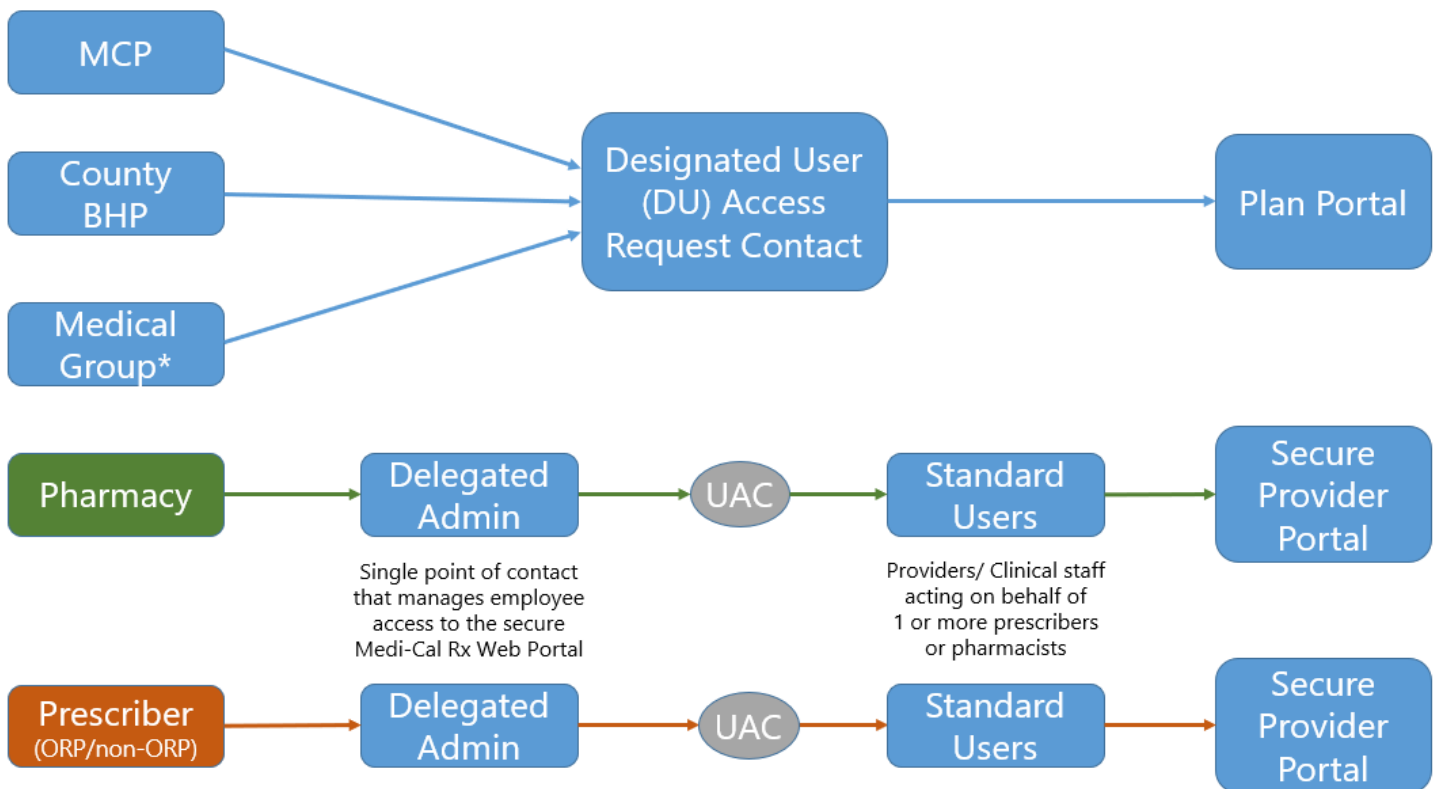 MCP
County
BHP
Medical
Group*
Designated User
(DU) Access
Request Contact
Plan Portal
Pharmacy
Delegated
Admin
UAC
Standard
Users
Secure
Provider
Portal
Single point of contact
that manages employee
access to the secure
Medi-Cal Rx Web Portal
Providers/ Clinical staff
acting on behalf of
1 or more prescribers
or pharmacists
Prescriber
(ORP/non-ORP)
Delegated
Admin
UAC
Standard
Users
Secure
Provider
Portal